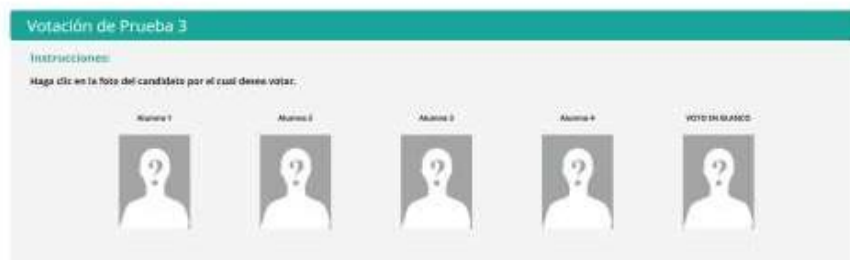 Votación de Prueba 3
Instrucciones:
Haga clic en la foto del candidato por el cual desea votar.
Alumno 1 Alumno 2 Alumno 3 Alumno 4 VOTO EN BLANCO